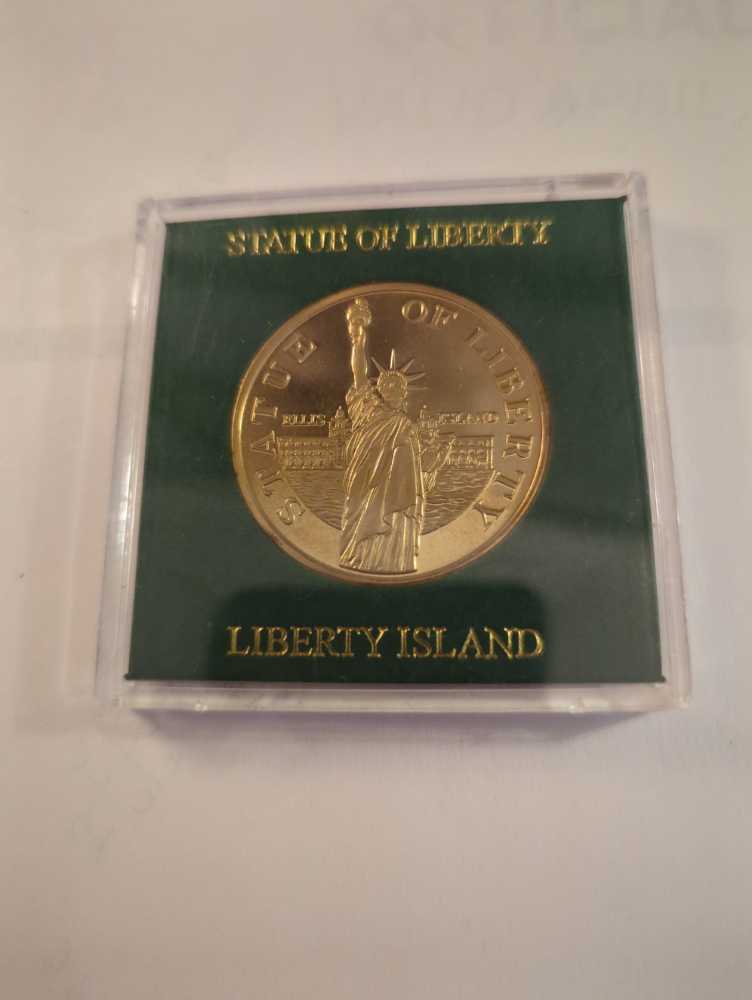 STATUE OF LIBERTY
STATUE OF LIBERTY
ELLIS ISLAND
LIBERTY ISLAND